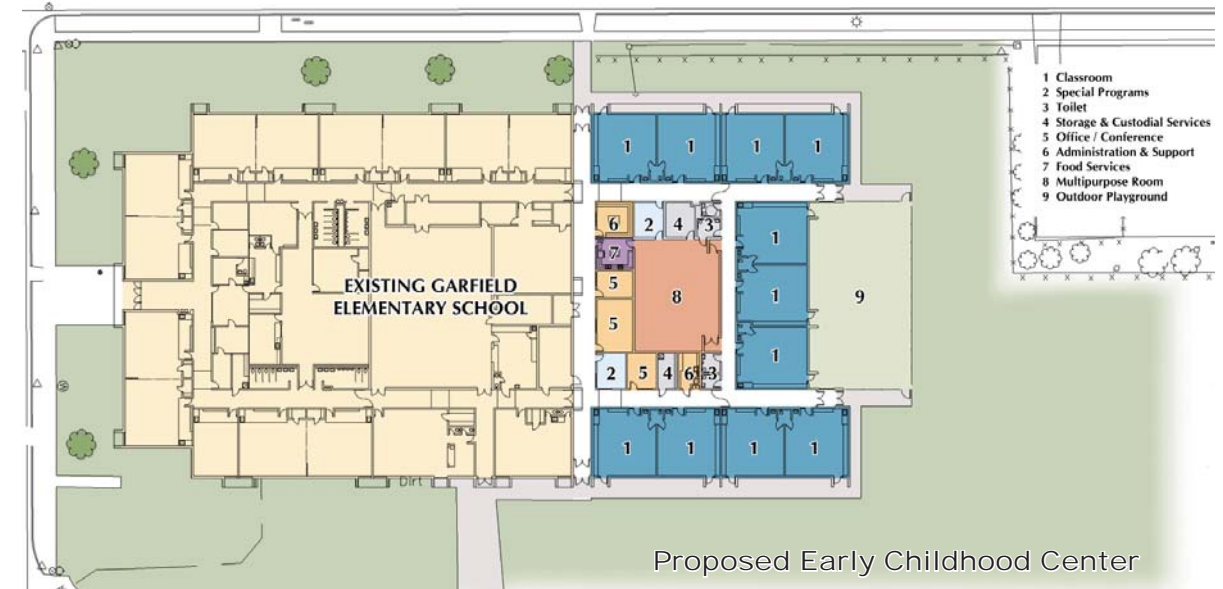 1 Classroom
2 Special Programs
3 Toilet
4 Storage & Custodial Services
5 Office / Conference
6 Administration & Support
7 Food Services
8 Multipurpose Room
9 Outdoor Playground
1 1 1 1
6 2 4 3
7
1
EXISTING GARFIELD
ELEMENTARY SCHOOL
5
8
1
9
5
1
2 5 4 6 3
1 1 1 1
Dirt
Proposed Early Childhood Center